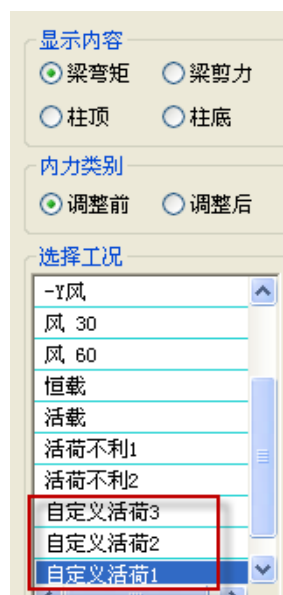 显示内容
梁弯矩 梁剪力
柱顶 柱底
内力类别
调整前 调整后
选择工况
-Y风
风 30
风 60
恒载
活载
活荷不利1
活荷不利2
自定义活荷3
自定义活荷2
自定义活荷1